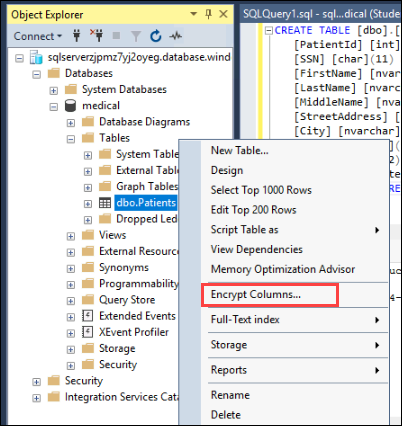 Object Explorer
Connect
sqlserverzjpmz7yj2oyeg.database.wind
Databases
System Databases
medical
Database Diagrams
Tables
System Table
External Table
Graph Tables
dbo.Patients
Dropped Led
Views
External Resource
Synonyms
Programmability
Query Store
Extended Events
XEvent Profiler
Storage
Security
Security
Integration Services Cata
New Table...
Design
Select Top 1000 Rows
Edit Top 200 Rows
Script Table as
View Dependencies
Memory Optimization Advisor
Encrypt Columns...
Full-Text index
Storage
Reports
Rename
Delete
SQLQuery1.sql - sql...dical (Stude
CREATE TABLE [dbo].[
[PatientId] [int]
[SSN] [char](11)
[FirstName] [nvar
[LastName] [nvarc
[MiddleName] [nva
[StreetAddress] [
[City] [nvarchar]